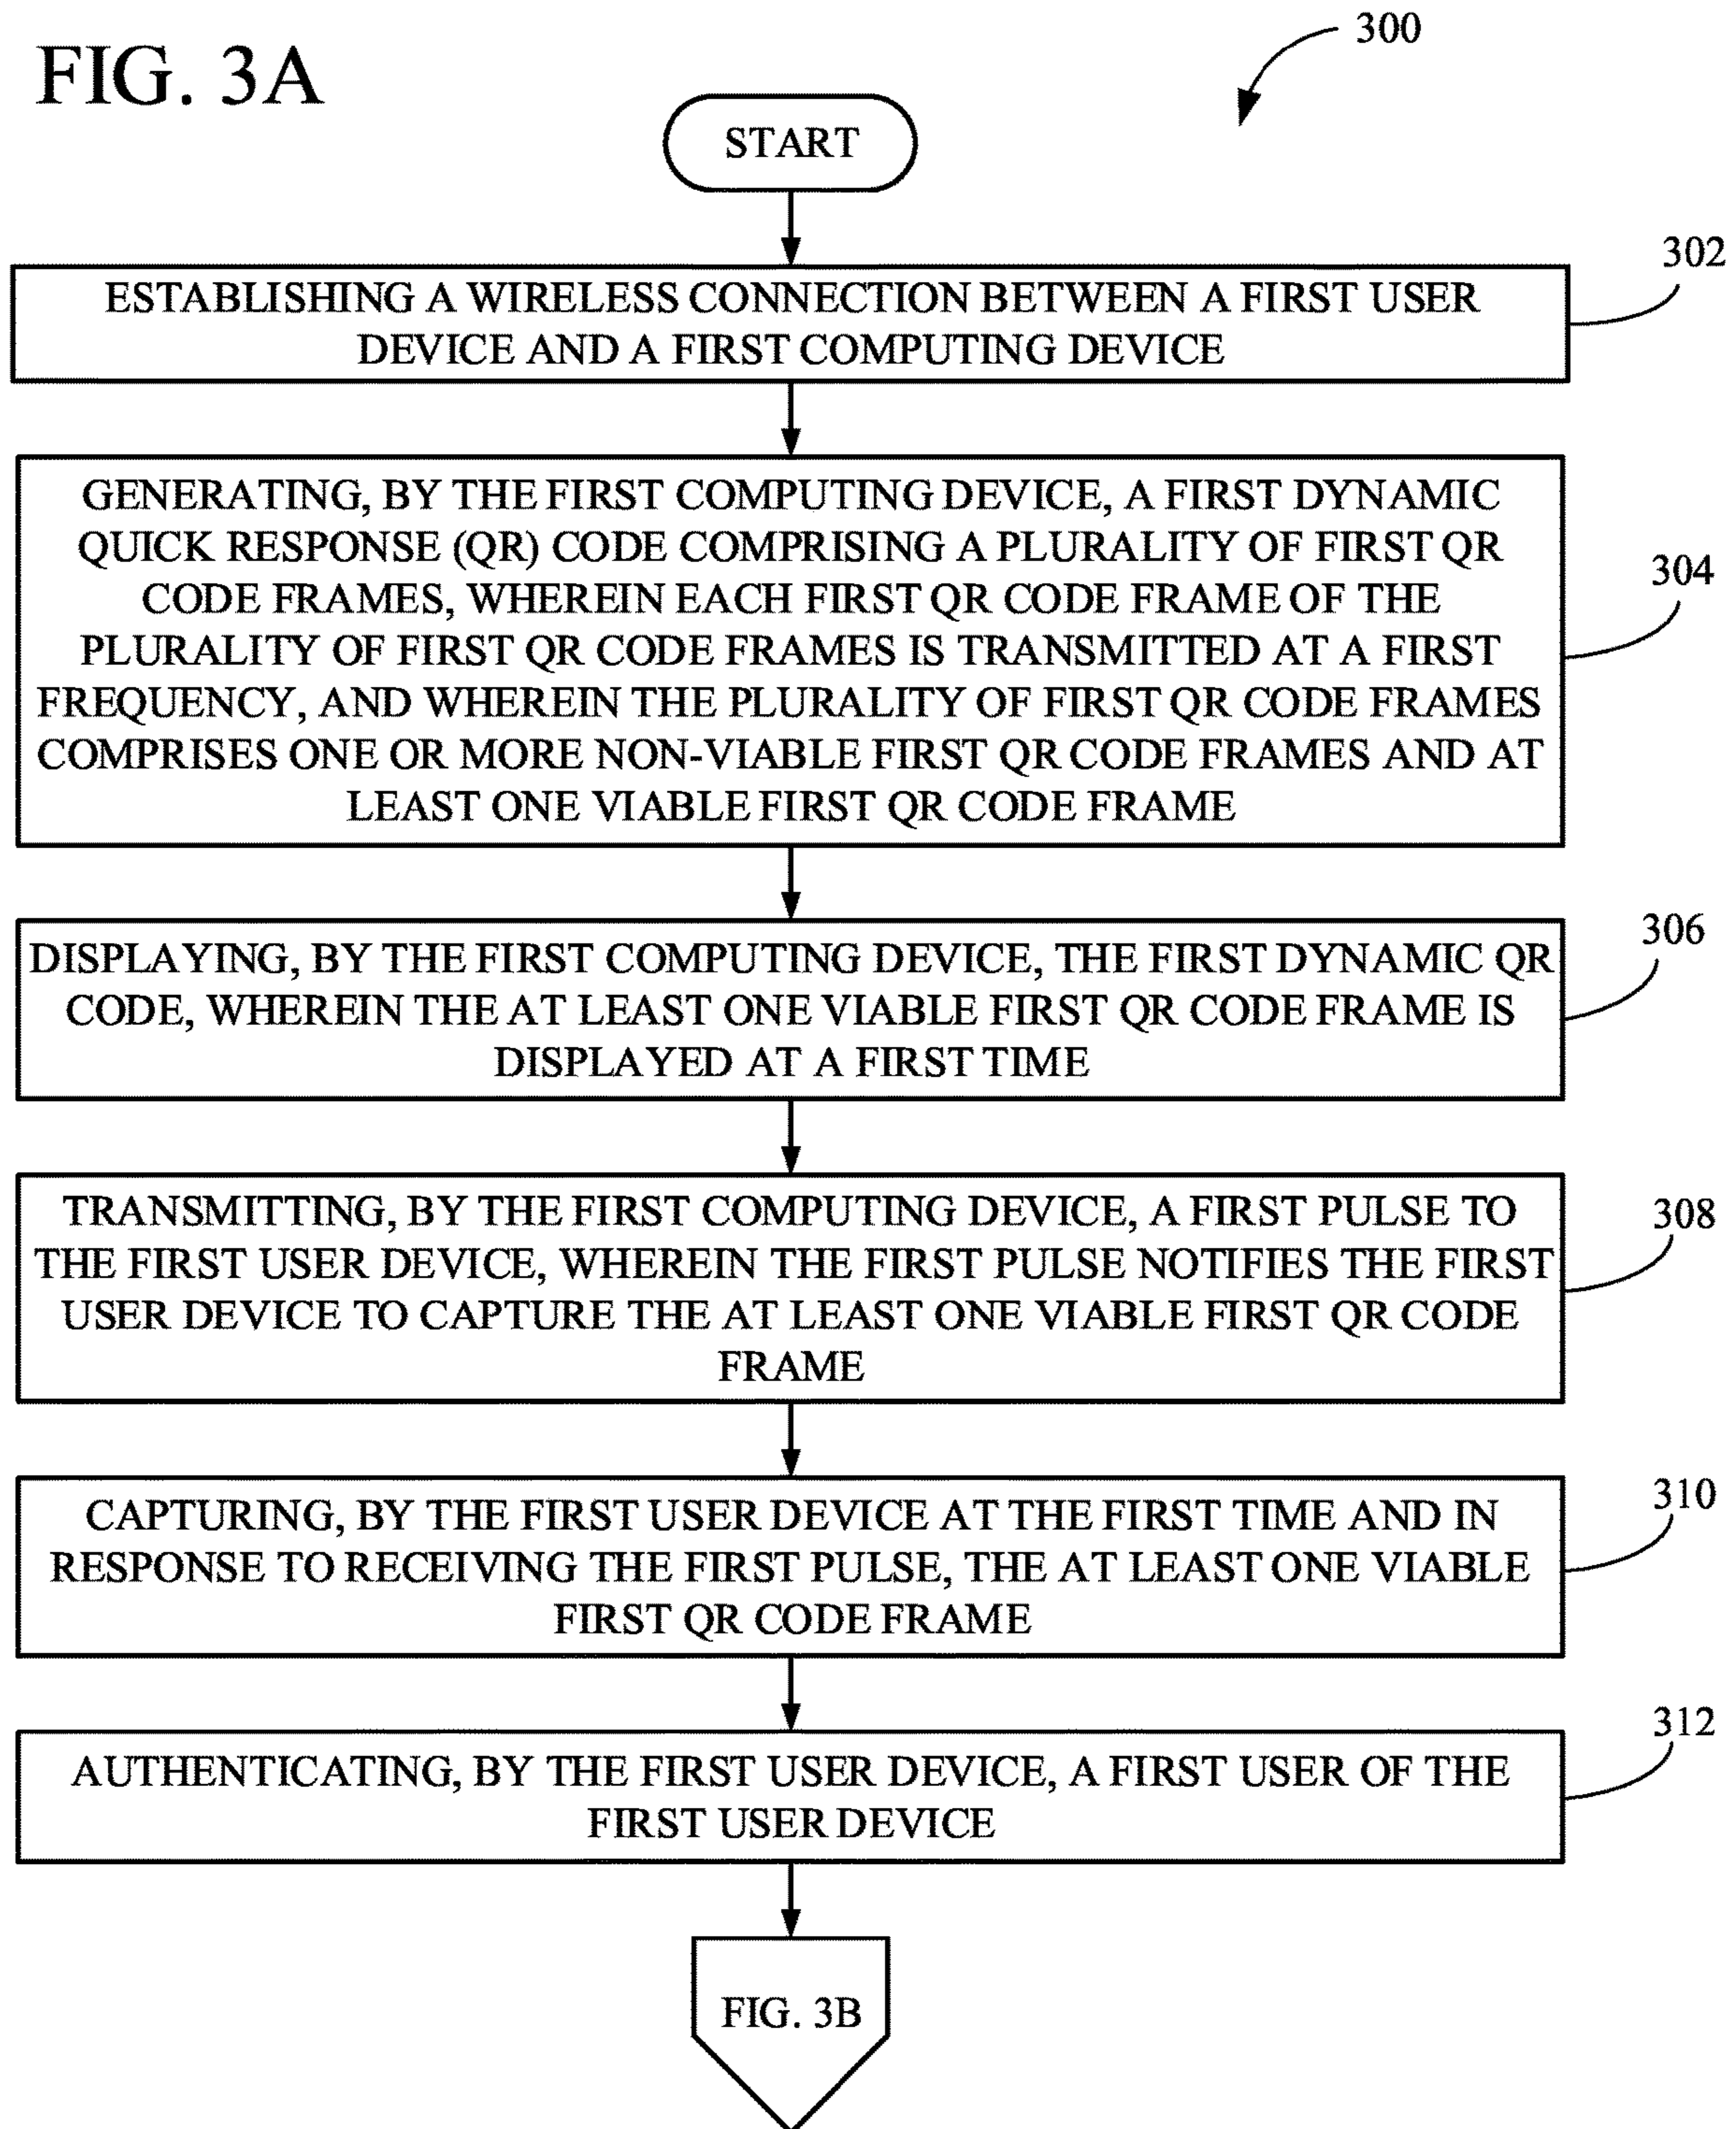 FIG. 3A
300
START
302
ESTABLISHING A WIRELESS CONNECTION BETWEEN A FIRST USER
DEVICE AND A FIRST COMPUTING DEVICE
GENERATING, BY THE FIRST COMPUTING DEVICE, A FIRST DYNAMIC
QUICK RESPONSE (QR) CODE COMPRISING A PLURALITY OF FIRST QR
CODE FRAMES, WHEREIN EACH FIRST QR CODE FRAME OF THE
PLURALITY OF FIRST QR CODE FRAMES IS TRANSMITTED AT A FIRST
FREQUENCY, AND WHEREIN THE PLURALITY OF FIRST QR CODE FRAMES
COMPRISES ONE OR MORE NON-VIABLE FIRST QR CODE FRAMES AND AT
LEAST ONE VIABLE FIRST QR CODE FRAME
304
DISPLAYING, BY THE FIRST COMPUTING DEVICE, THE FIRST DYNAMIC QR
CODE, WHEREIN THE AT LEAST ONE VIABLE FIRST QR CODE FRAME IS
DISPLAYED AT A FIRST TIME
306
TRANSMITTING, BY THE FIRST COMPUTING DEVICE, A FIRST PULSE TO
THE FIRST USER DEVICE, WHEREIN THE FIRST PULSE NOTIFIES THE FIRST
USER DEVICE TO CAPTURE THE AT LEAST ONE VIABLE FIRST QR CODE
FRAME
308
CAPTURING, BY THE FIRST USER DEVICE AT THE FIRST TIME AND IN
RESPONSE TO RECEIVING THE FIRST PULSE, THE AT LEAST ONE VIABLE
FIRST QR CODE FRAME
310
AUTHENTICATING, BY THE FIRST USER DEVICE, A FIRST USER OF THE
FIRST USER DEVICE
312
FIG. 3B